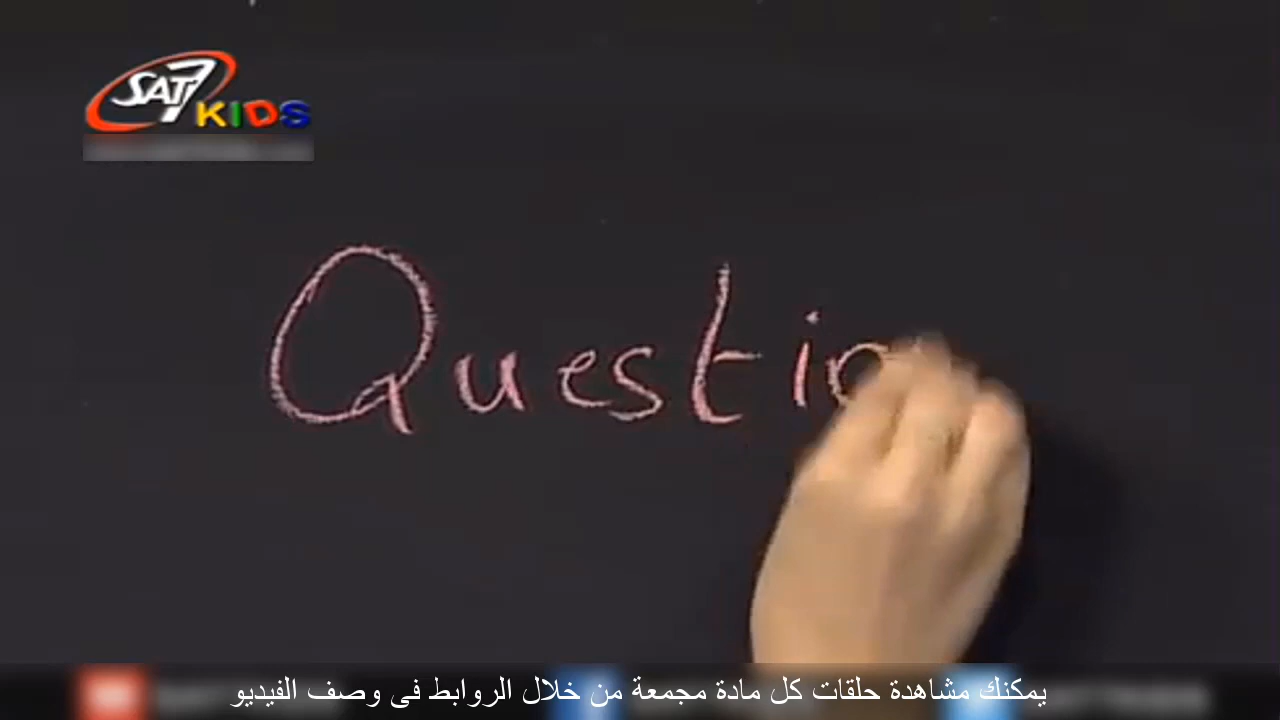 SAT7
KIDS
Questio
يمكنك مشاهدة حلقات كل مادة مجمعة من خلال الروابط فى وصف الفيديو